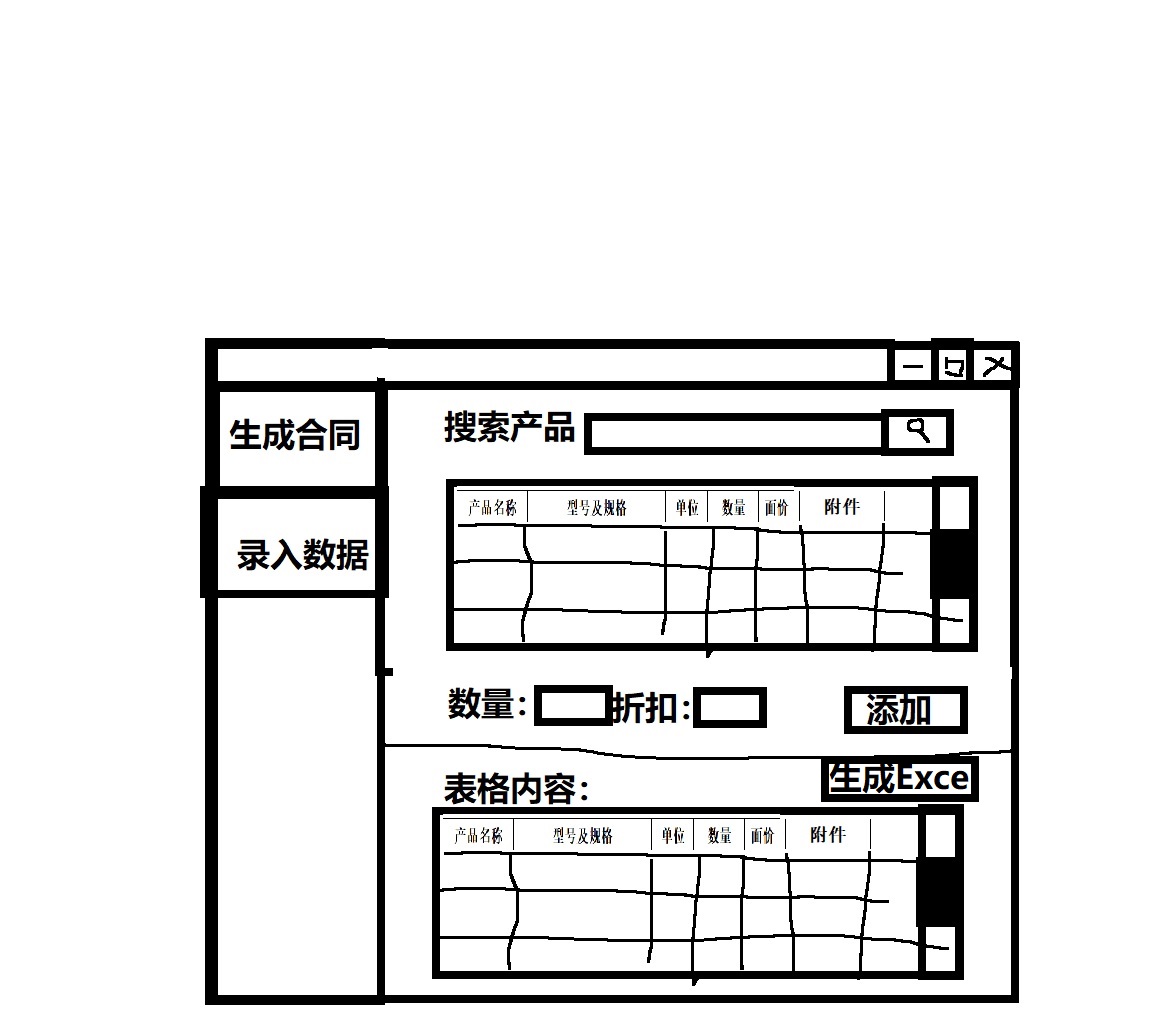 生成合同
录入数据
搜索产品
产品名称 型号及规格 单位 数量 面价 附件
数量： 折扣： 添加
生成Exce
表格内容：
产品名称 型号及规格 单位 数量 面价 附件